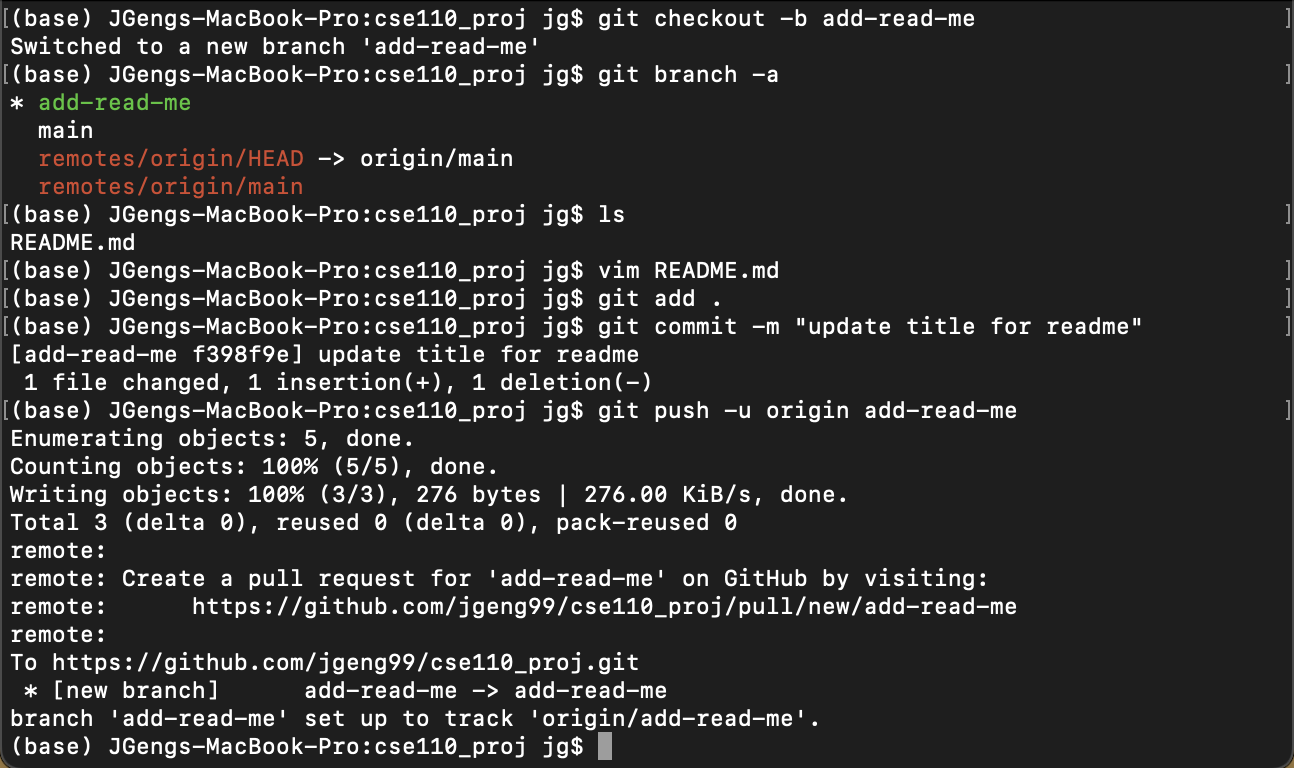 [(base) JGengs-MacBook-Pro:cse110_proj jg$ git checkout -b add-read-me ]
Switched to a new branch 'add-read-me'
[(base) JGengs-MacBook-Pro:cse110_proj jg$ git branch -a ]
* add-read-me
  main
  remotes/origin/HEAD -> origin/main
  remotes/origin/main
[(base) JGengs-MacBook-Pro:cse110_proj jg$ ls ]
README.md
[(base) JGengs-MacBook-Pro:cse110_proj jg$ vim README.md ]
[(base) JGengs-MacBook-Pro:cse110_proj jg$ git add . ]
[(base) JGengs-MacBook-Pro:cse110_proj jg$ git commit -m "update title for readme" ]
[add-read-me f398f9e] update title for readme
 1 file changed, 1 insertion(+), 1 deletion(-)
[(base) JGengs-MacBook-Pro:cse110_proj jg$ git push -u origin add-read-me ]
Enumerating objects: 5, done.
Counting objects: 100% (5/5), done.
Writing objects: 100% (3/3), 276 bytes | 276.00 KiB/s, done.
Total 3 (delta 0), reused 0 (delta 0), pack-reused 0
remote:
remote: Create a pull request for 'add-read-me' on GitHub by visiting:
remote:      https://github.com/jgeng99/cse110_proj/pull/new/add-read-me
remote:
To https://github.com/jgeng99/cse110_proj.git
 * [new branch]      add-read-me -> add-read-me
branch 'add-read-me' set up to track 'origin/add-read-me'.
(base) JGengs-MacBook-Pro:cse110_proj jg$